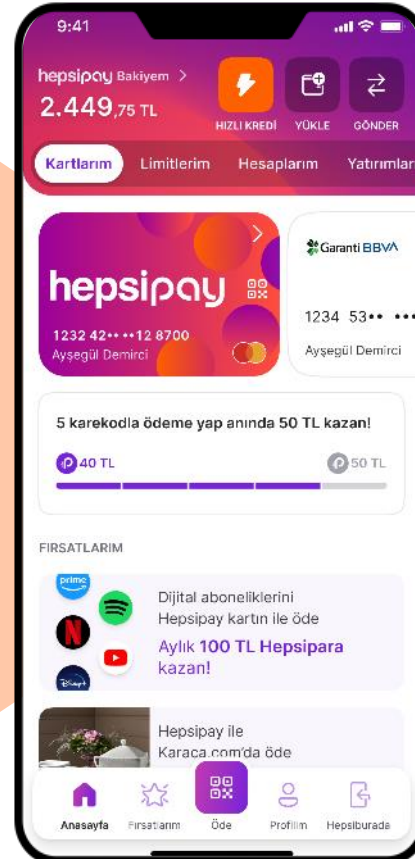 9:41
hepsipay Bakiyem >
2.449,75 TL
HIZLI KREDİ YÜKLE GÖNDER
Kartlarım Limitlerim Hesaplarım Yatırımlar
hepsipay
1232 42•• ••12 8700
Ayşegül Demirci
Garanti BBVA
1234 53•• •••
Ayşegül Demirci
5 karekodla ödeme yap anında 50 TL kazan!
40 TL 50 TL
FIRSATLARIM
prime
Disney+
Dijital aboneliklerini
Hepsipay kartın ile öde
Aylık 100 TL Hepsipara
kazan!
Hepsipay ile
Karaca.com'da öde
Anasayfa Fırsatlarım Öde Profilim Hepsiburada